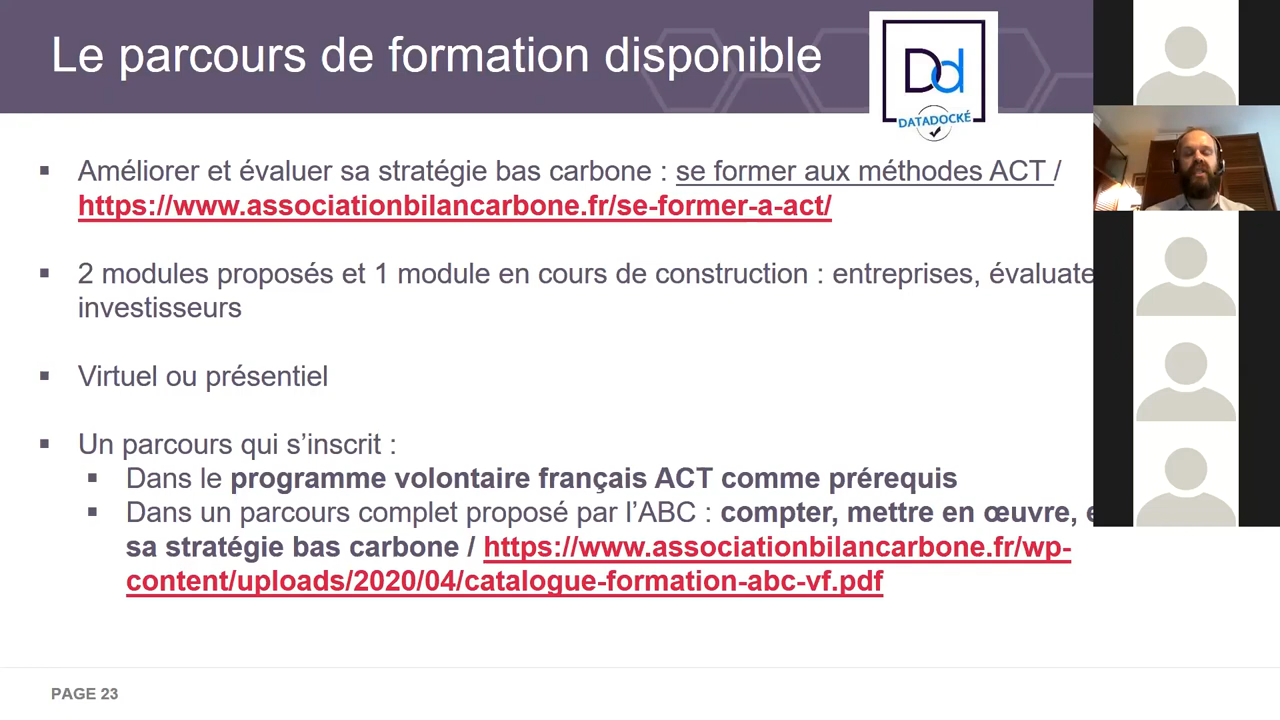 Le parcours de formation disponible
Dd
DATADOCKÉ
▪ Améliorer et évaluer sa stratégie bas carbone : se former aux méthodes ACT /
https://www.associationbilancarbone.fr/se-former-a-act/
▪ 2 modules proposés et 1 module en cours de construction : entreprises,
investisseurs
▪ Virtuel ou présentiel
▪ Un parcours qui s’inscrit :
▪ Dans le programme volontaire français ACT comme prérequis
▪ Dans un parcours complet proposé par l’ABC : compter, mettre en œuvre,
sa stratégie bas carbone / https://www.associationbilancarbone.fr/wp-
content/uploads/2020/04/catalogue-formation-abc-vf.pdf
PAGE 23